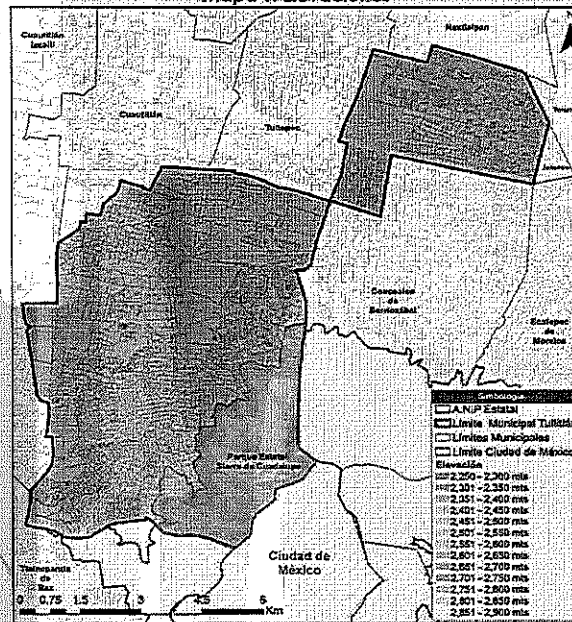 Cuautitlán
Izcalli
Cuautitlán
Tultepec
Nextlalpan
Coacalco
de
Berriozábal
Ecatepec
de
Morelos
Parque Estatal
Sierra de Guadalupe
Ciudad de
México
Tlalnepantla
de
Baz
0 0.75 1.5 3 6
Km
Simbología
A.N.P Estatal
Límite Municipal Tultitlán
Límites Municipales
Límite Ciudad de México
Elevación
2,250 - 2,300 mts
2,301 - 2,350 mts
2,351 - 2,400 mts
2,401 - 2,450 mts
2,451 - 2,500 mts
2,501 - 2,550 mts
2,551 - 2,600 mts
2,601 - 2,650 mts
2,651 - 2,700 mts
2,701 - 2,750 mts
2,751 - 2,800 mts
2,801 - 2,850 mts
2,851 - 2,900 mts